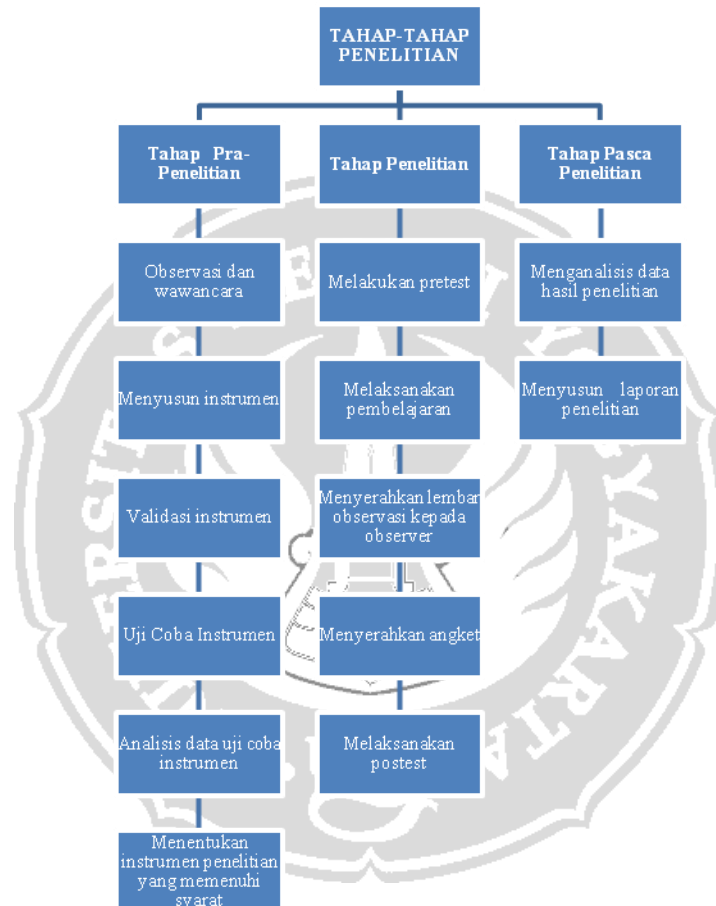 TAHAP-TAHAP
PENELITIAN
Tahap Pra-
Penelitian
Observasi dan
wawancara
Menyusun instrumen
Validasi instrumen
Uji Coba Instrumen
Analisis data uji coba
instrumen
Menentukan
instrumen penelitian
yang memenuhi
syarat
Tahap Penelitian
Melakukan pretest
Melaksanakan
pembelajaran
Menyerahkan lembar
observasi kepada
observer
Menyerahkan angket
Melaksanakan
postest
Tahap Pasca
Penelitian
Menganalisis data
hasil penelitian
Menyusun laporan
penelitian